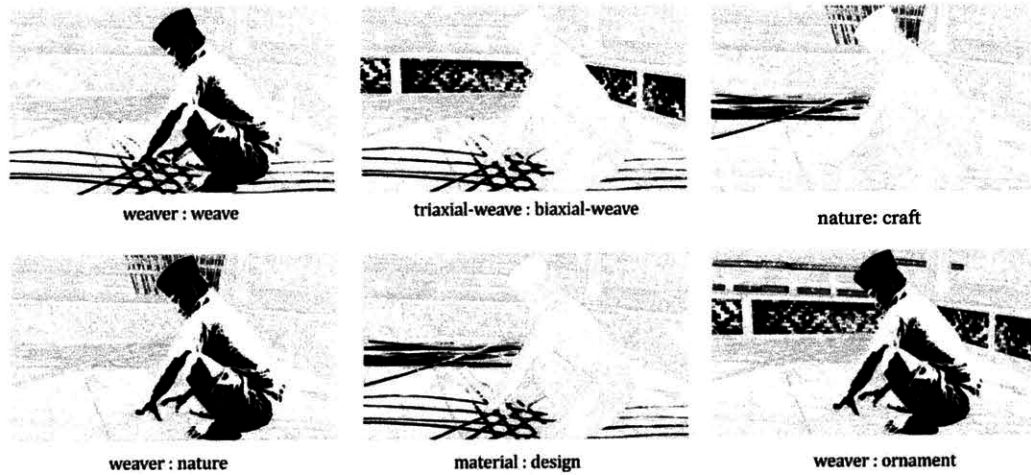 weaver : weave
triaxial-weave : biaxial-weave
nature: craft
weaver : nature
material : design
weaver : ornament